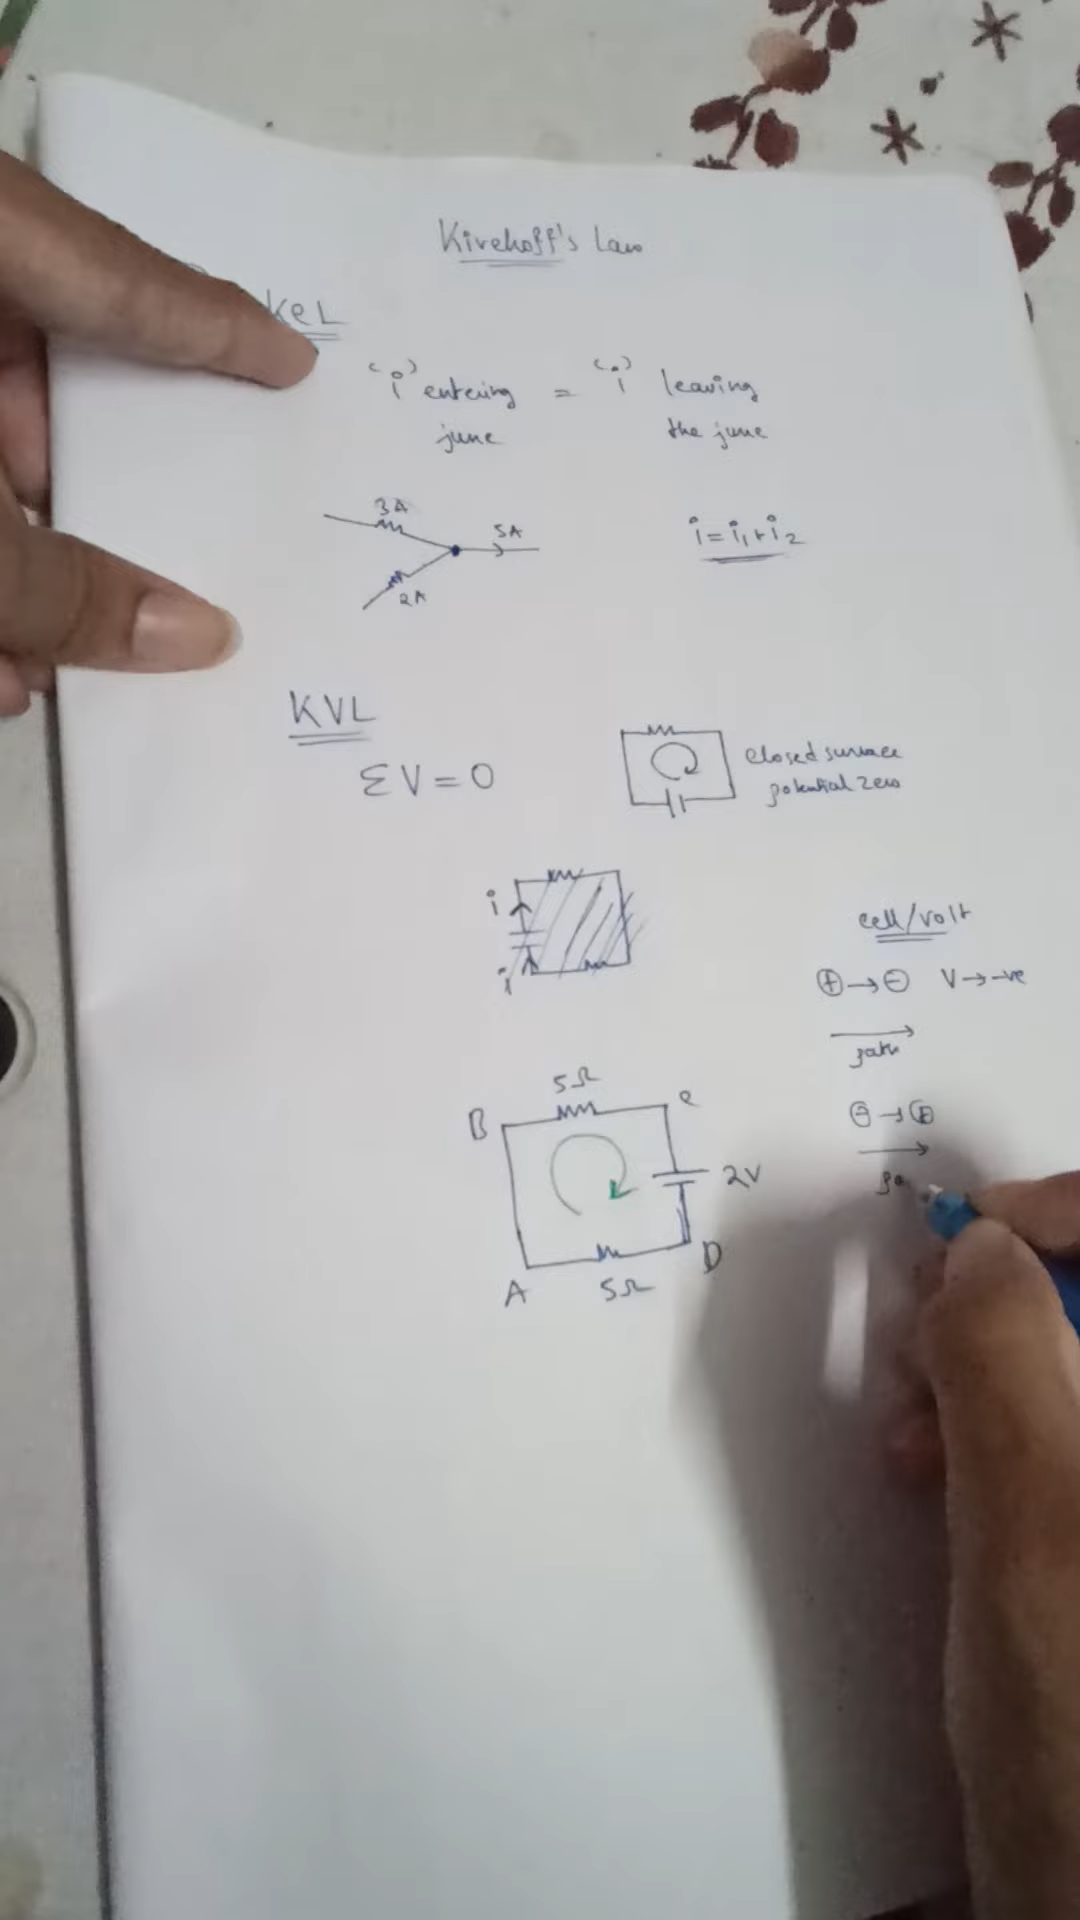 Kirchoff's Law
KCL
"i" entering = "i" leaving
junc the junc
3A
5A
i = i₁ + i₂
2A
KVL
ΣV = 0
closed surface
potential zero
i
i
cell/volt
⊕→⊖ V→-ve
path
5Ω
B C
⊖→⊕
2V
D
A 5Ω